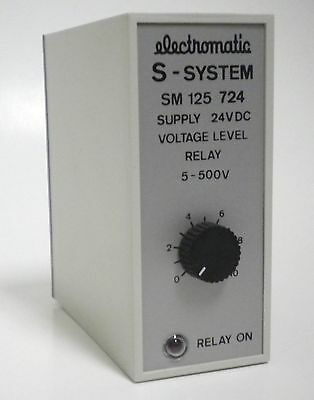 electromatic
S-SYSTEM
SM 125 724
SUPPLY 24VDC
VOLTAGE LEVEL
RELAY
5-500V
0 2 4 6 8 0
RELAY ON